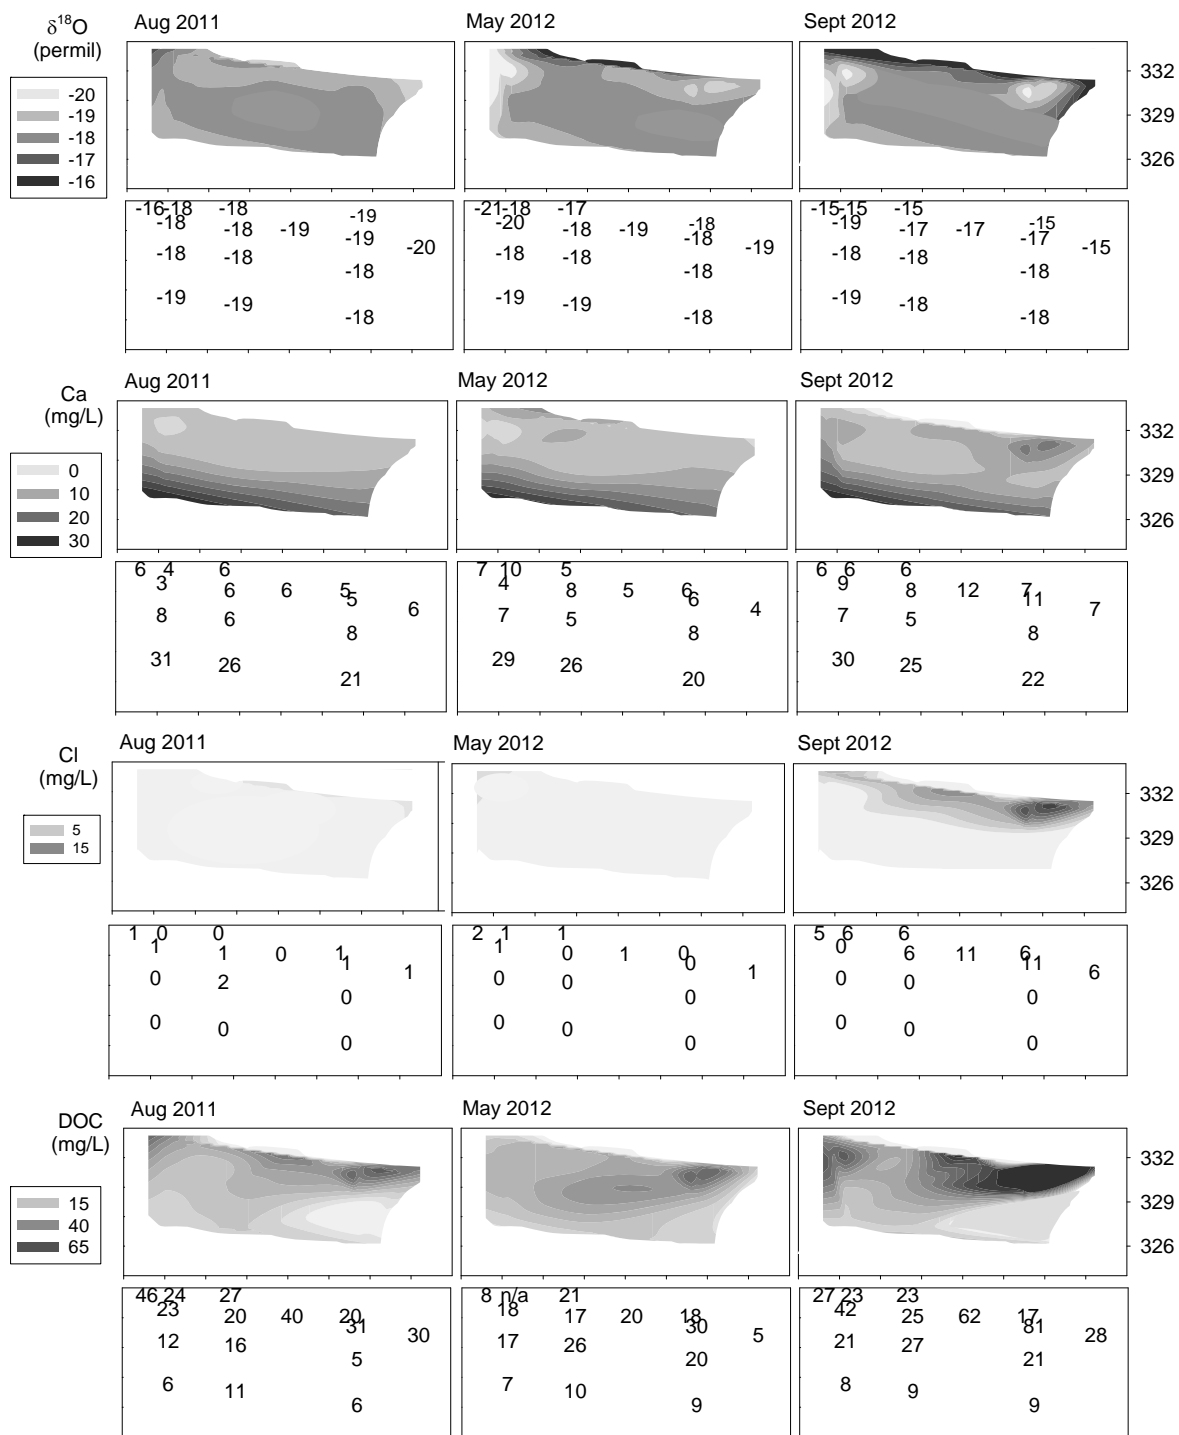 δ18O
(permil)
Aug 2011
May 2012
Sept 2012
-20
-19
-18
-17
-16
332
329
326
-16 -18 -18
-18 -18 -19 -19
-19 -20
-18 -18 -18
-19 -19 -18
-21 -18 -17
-20 -18 -19 -18
-18 -19
-18 -18 -18
-19 -19 -18
-15 -15 -15
-19 -17 -17 -15
-17 -15
-18 -18 -18
-19 -18 -18
Ca
(mg/L)
Aug 2011
May 2012
Sept 2012
0
10
20
30
332
329
326
6 4 6
3 6 6 5
5 6
8 6 8
31 26 21
7 10 5
4 8 5 6
6 4
7 5 8
29 26 20
6 6 6
9 8 12 7
11 7
7 5 8
30 25 22
Cl
(mg/L)
Aug 2011
May 2012
Sept 2012
5
15
332
329
326
1 0 0
1 1 0 1
1 1
0 2 0
0 0 0
2 1 1
1 0 1 0
0 1
0 0 0
0 0 0
5 6 6
0 6 11 6
11 6
0 0 0
0 0 0
DOC
(mg/L)
Aug 2011
May 2012
Sept 2012
15
40
65
332
329
326
46 24 27
23 20 40 20
31 30
12 16 5
6 11 6
8 n/a 21
18 17 20 18
30 5
17 26 20
7 10 9
27 23 23
42 25 62 17
81 28
21 27 21
8 9 9